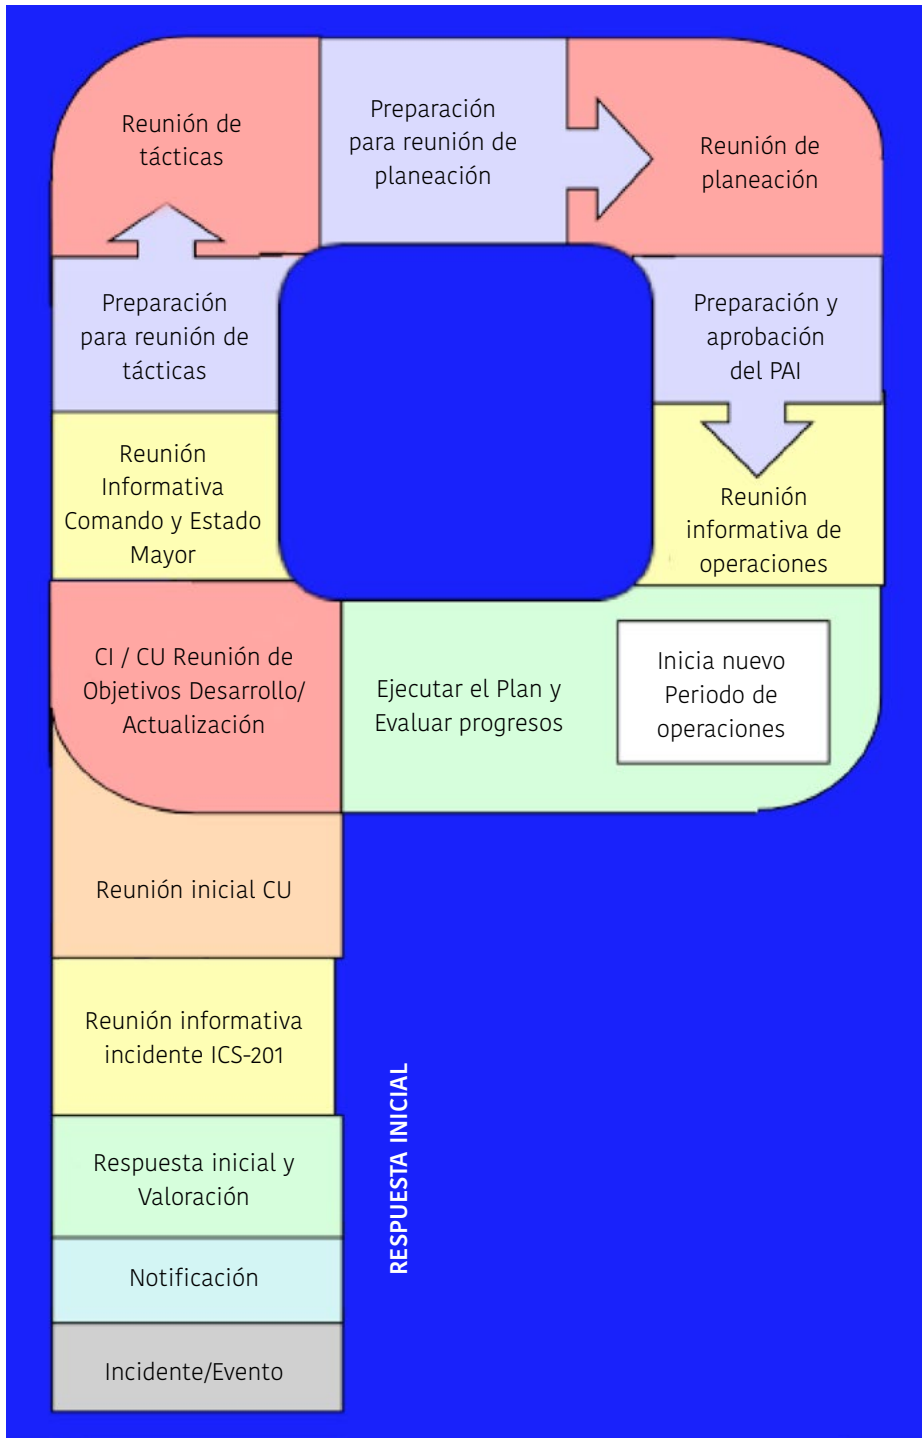 Reunión de
tácticas
Preparación
para reunión de
planeación
Reunión de
planeación
Preparación
para reunión de
tácticas
Preparación y
aprobación
del PAI
Reunión
Informativa
Comando y Estado
Mayor
Reunión
informativa de
operaciones
CI / CU Reunión de
Objetivos Desarrollo/
Actualización
Ejecutar el Plan y
Evaluar progresos
Inicia nuevo
Periodo de
operaciones
Reunión inicial CU
Reunión informativa
incidente ICS-201
Respuesta inicial y
Valoración
Notificación
Incidente/Evento
RESPUESTA INICIAL